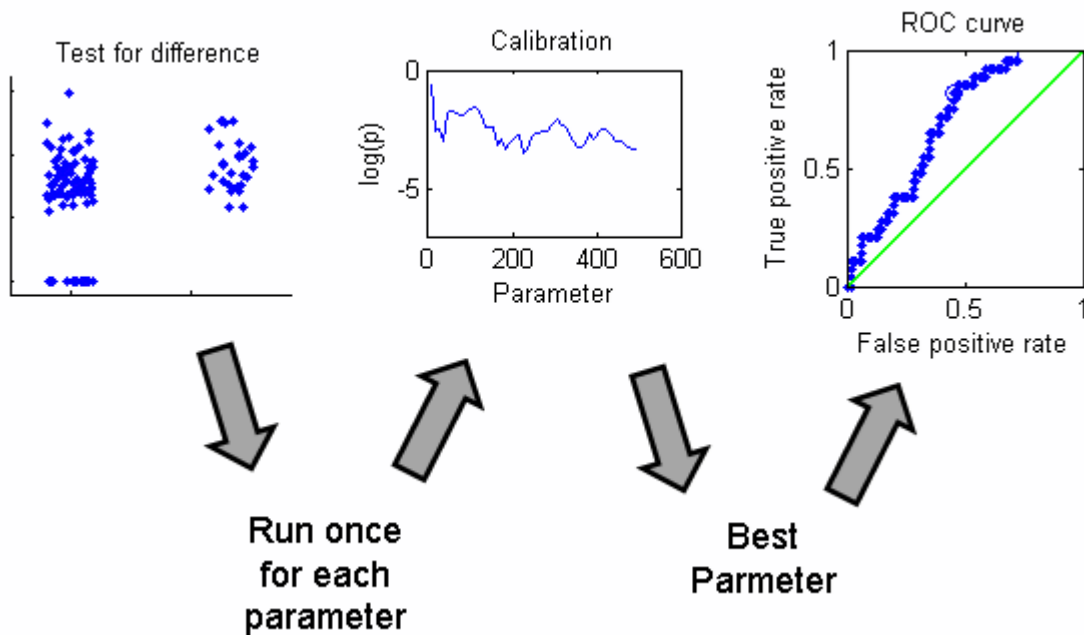 Test for difference
Calibration
0
-5
log(p)
0 200 400 600
Parameter
ROC curve
1
0.5
0
True positive rate
0 0.5 1
False positive rate
Run once
for each
parameter
Best
Parmeter